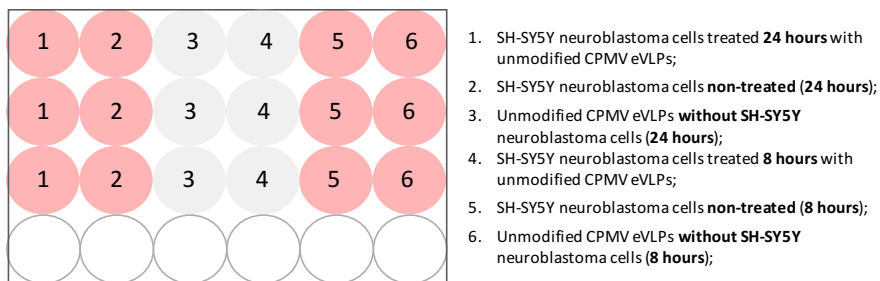 1 2 3 4 5 6
1 2 3 4 5 6
1 2 3 4 5 6
1. SH-SY5Y neuroblastoma cells treated 24 hours with
unmodified CPMV eVLPs;
2. SH-SY5Y neuroblastoma cells non-treated (24 hours);
3. Unmodified CPMV eVLPs without SH-SY5Y
neuroblastoma cells (24 hours);
4. SH-SY5Y neuroblastoma cells treated 8 hours with
unmodified CPMV eVLPs;
5. SH-SY5Y neuroblastoma cells non-treated (8 hours);
6. Unmodified CPMV eVLPs without SH-SY5Y
neuroblastoma cells (8 hours);